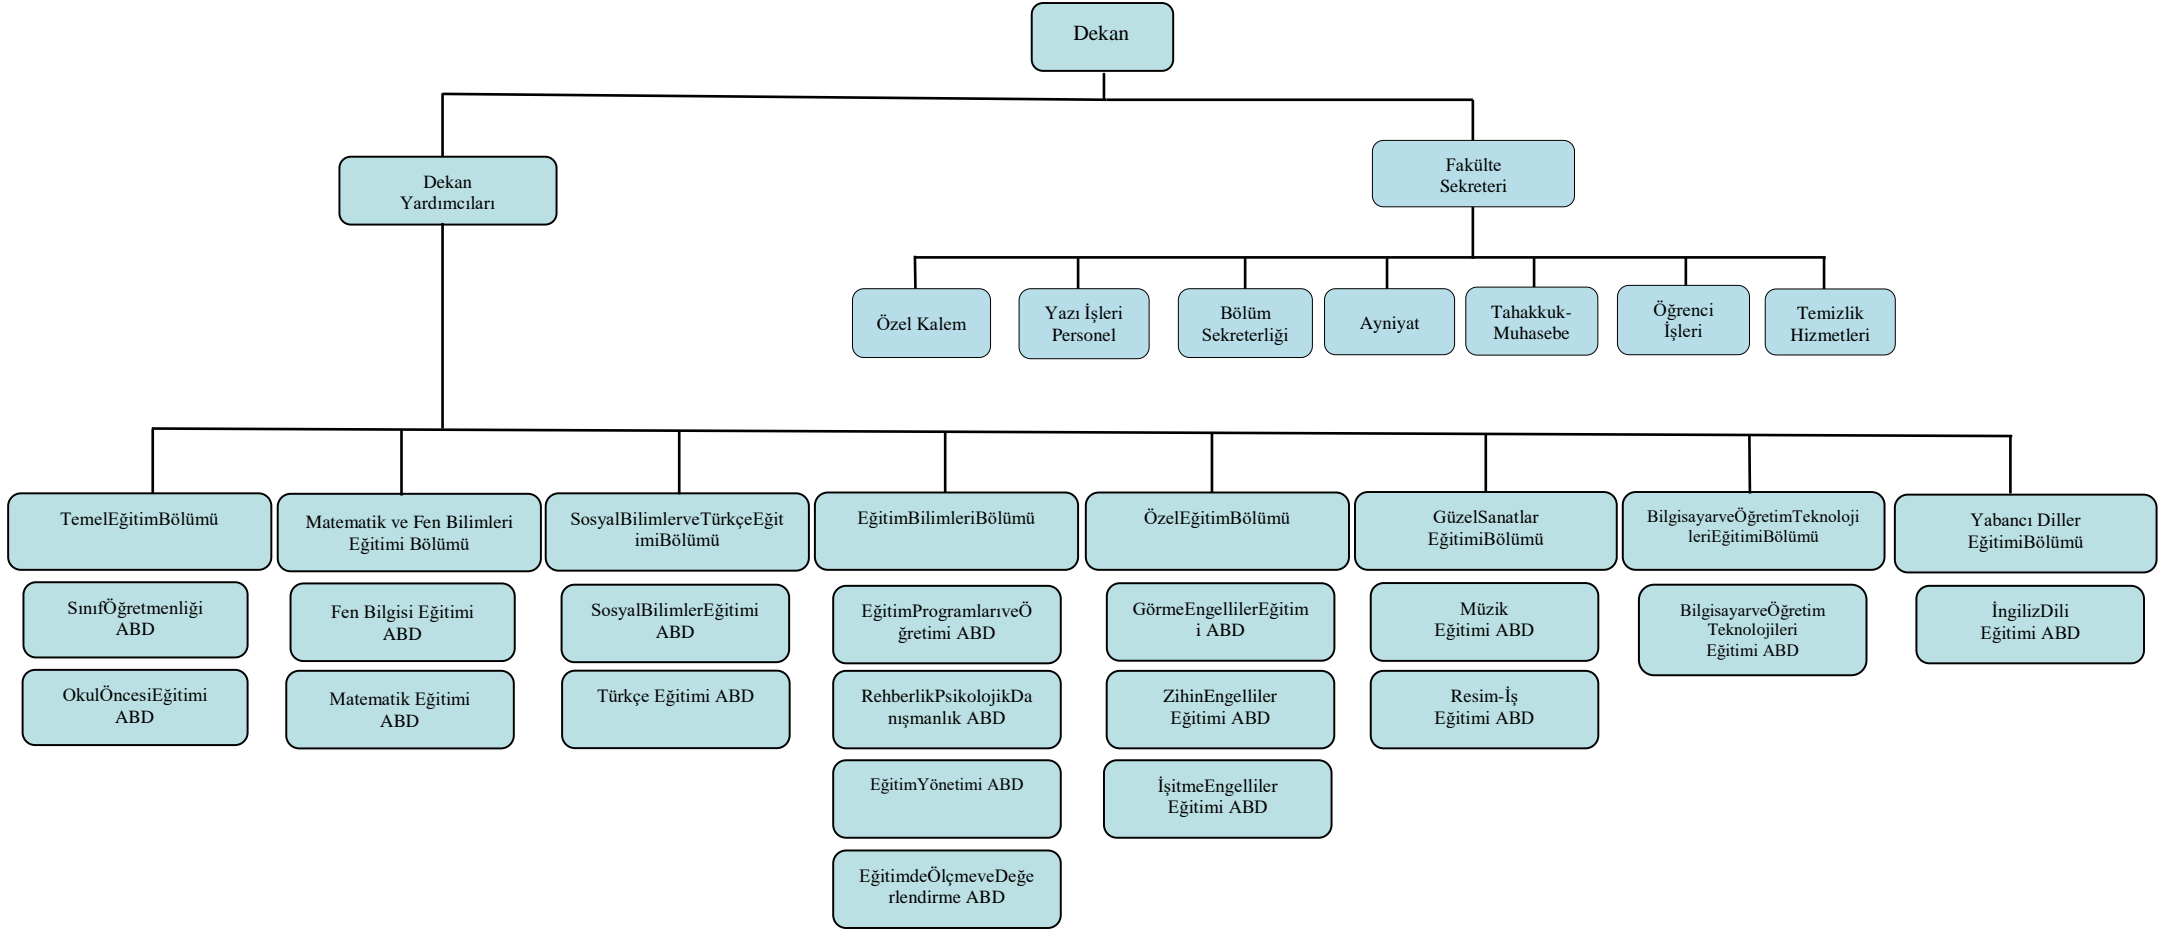 Dekan
Dekan
Yardımcıları
Fakülte
Sekreteri
Özel Kalem
Yazı İşleri
Personel
Bölüm
Sekreterliği
Ayniyat
Tahakkuk-
Muhasebe
Öğrenci
İşleri
Temizlik
Hizmetleri
TemelEğitimBölümü
Matematik ve Fen Bilimleri
Eğitimi Bölümü
SosyalBilimlerveTürkçeEğit
imiBölümü
EğitimBilimleriBölümü
ÖzelEğitimBölümü
GüzelSanatlar
EğitimiBölümü
BilgisayarveÖğretimTeknoloji
leriEğitimiBölümü
Yabancı Diller
EğitimiBölümü
SınıfÖğretmenliği
ABD
Fen Bilgisi Eğitimi
ABD
SosyalBilimlerEğitimi
ABD
EğitimProgramlarıveÖ
ğretimi ABD
GörmeEngellilerEğitim
i ABD
Müzik
Eğitimi ABD
BilgisayarveÖğretim
Teknolojileri
Eğitimi ABD
İngilizDili
Eğitimi ABD
OkulÖncesiEğitimi
ABD
Matematik Eğitimi
ABD
Türkçe Eğitimi ABD
RehberlikPsikolojikDa
nışmanlık ABD
ZihinEngelliler
Eğitimi ABD
Resim-İş
Eğitimi ABD
EğitimYönetimi ABD
İşitmeEngelliler
Eğitimi ABD
EğitimdeÖlçmeveDeğe
rlendirme ABD